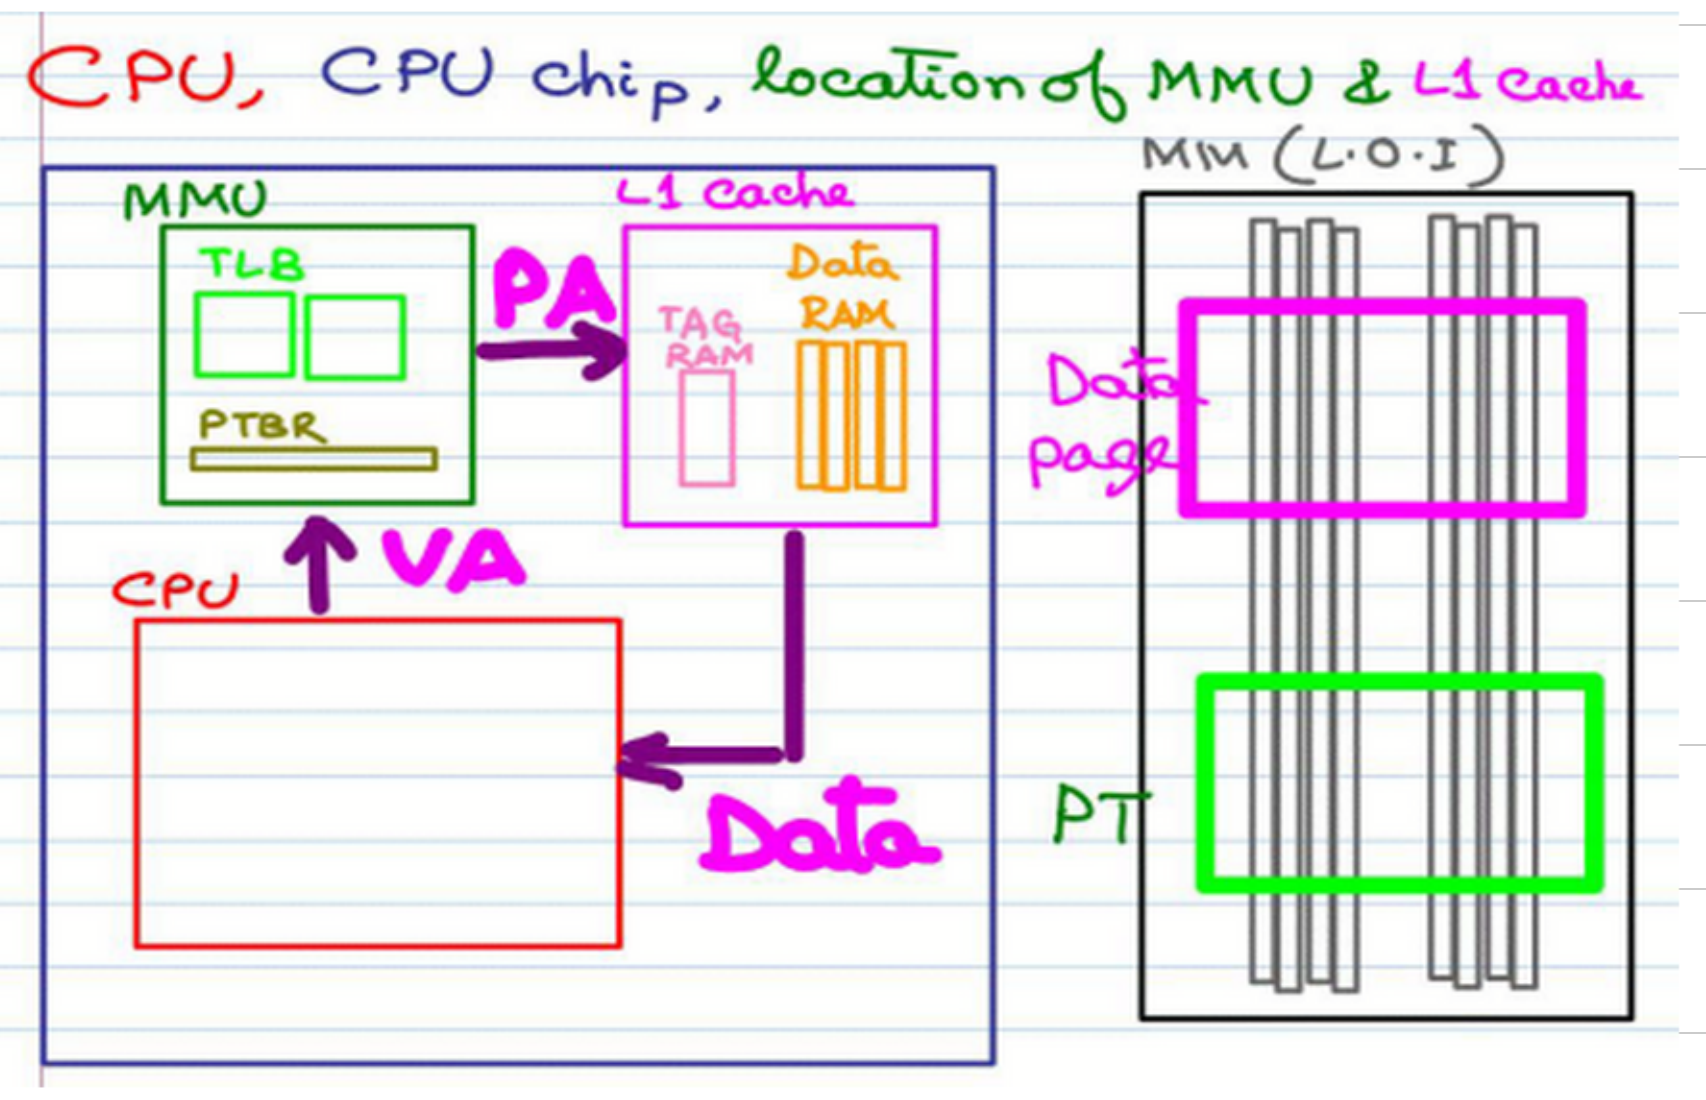 CPU, CPU chip, location of MMU & L1 Cache
MM (L.O.I)
MMU
L1 Cache
TLB
PA
Data
RAM
TAG
RAM
PTBR
Data
page
VA
CPU
Data
PT